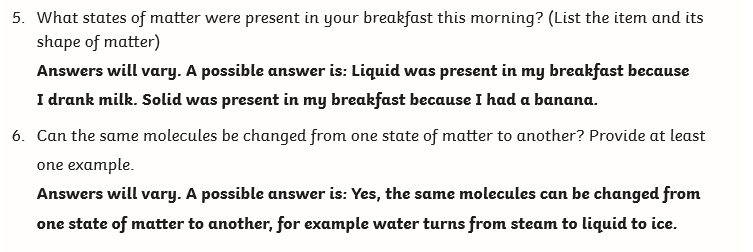 5. What states of matter were present in your breakfast this morning? (List the item and its
shape of matter)
Answers will vary. A possible answer is: Liquid was present in my breakfast because
I drank milk. Solid was present in my breakfast because I had a banana.
6. Can the same molecules be changed from one state of matter to another? Provide at least
one example.
Answers will vary. A possible answer is: Yes, the same molecules can be changed from
one state of matter to another, for example water turns from steam to liquid to ice.